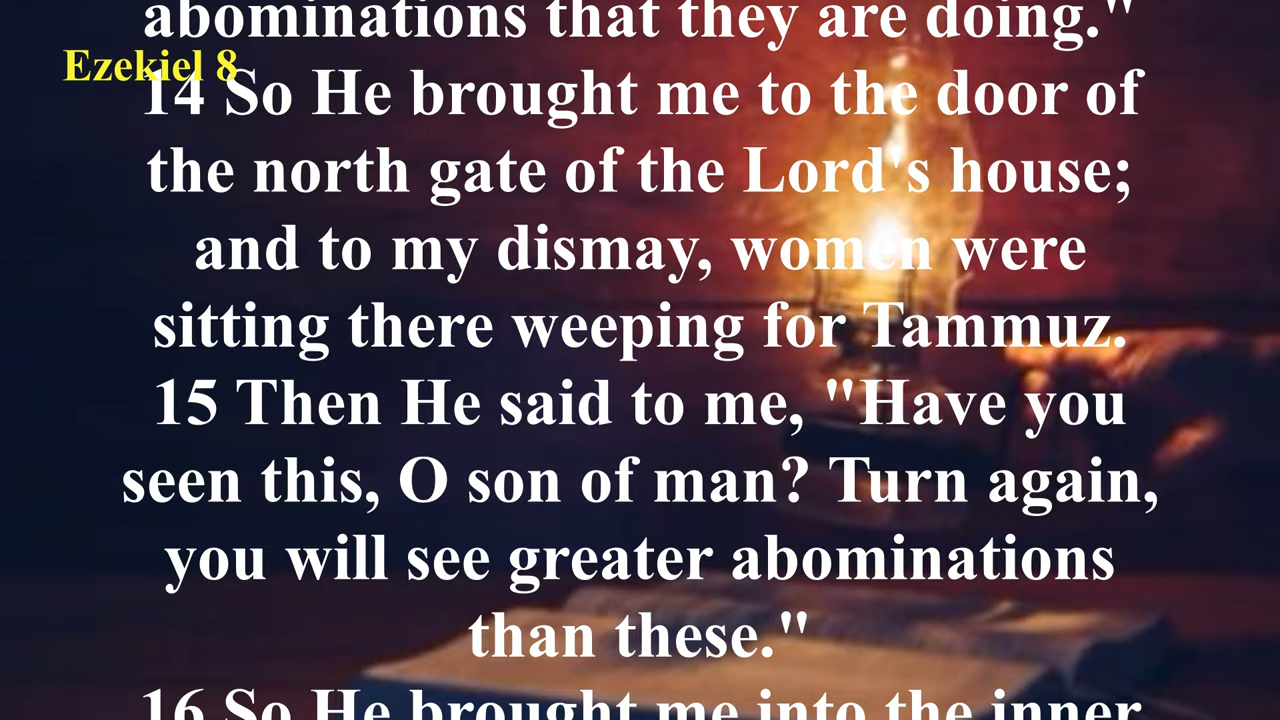 abominations that they are doing."
Ezekiel 8
14 So He brought me to the door of
the north gate of the Lord's house;
and to my dismay, women were
sitting there weeping for Tammuz.
15 Then He said to me, "Have you
seen this, O son of man? Turn again,
you will see greater abominations
than these."
16 So He brought me into the inner